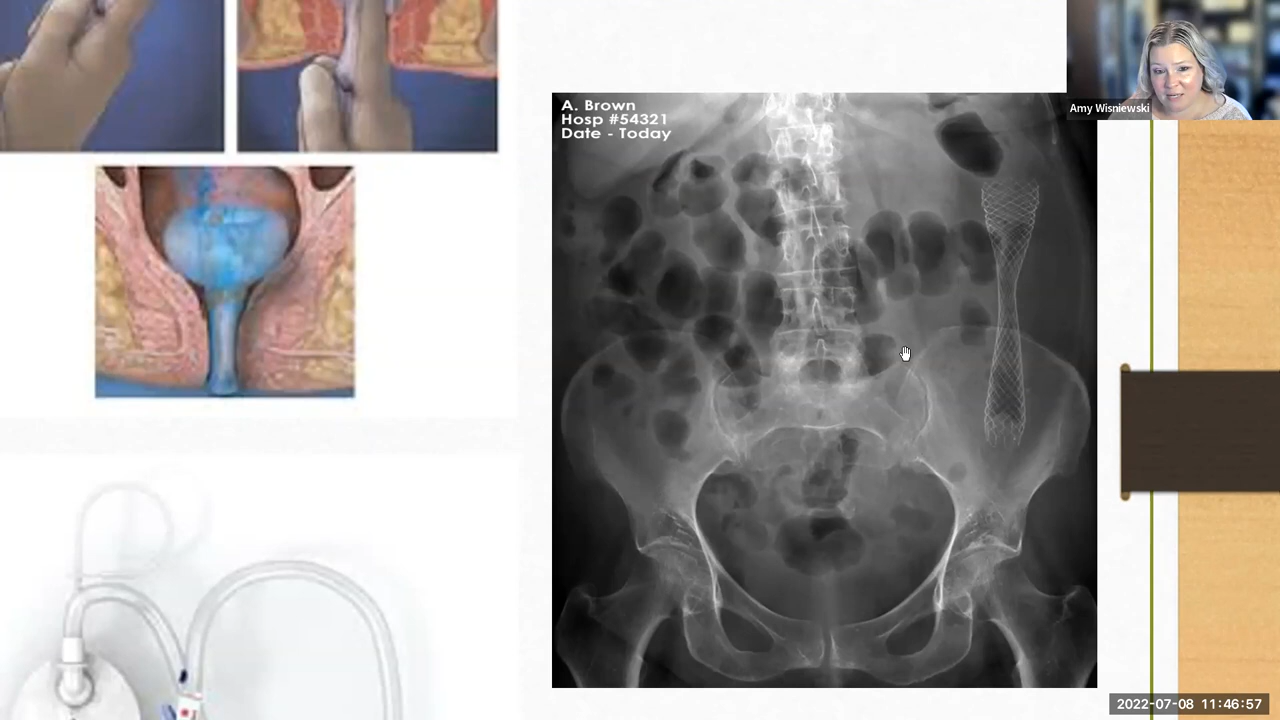 A. Brown
Hosp #54321
Date - Today
Amy Wisniewski
2022-07-08 11:46:57